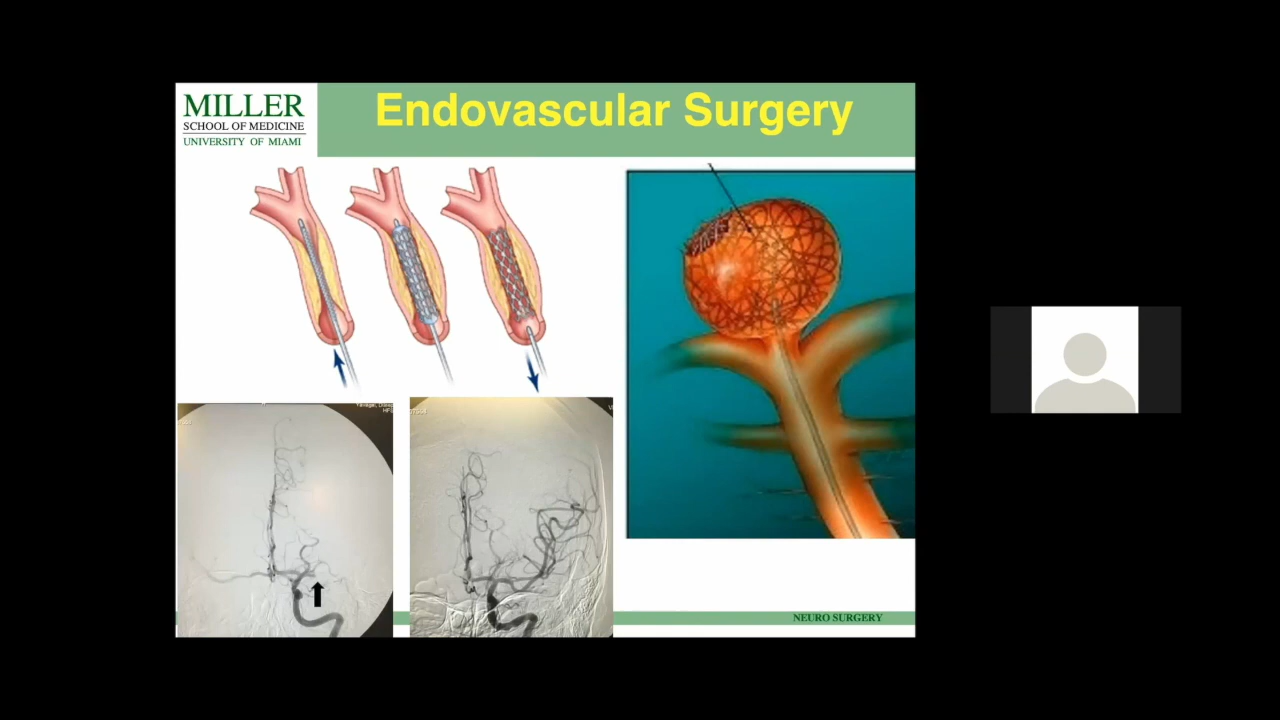 MILLER
SCHOOL OF MEDICINE
UNIVERSITY OF MIAMI
Endovascular Surgery
NEURO SURGERY